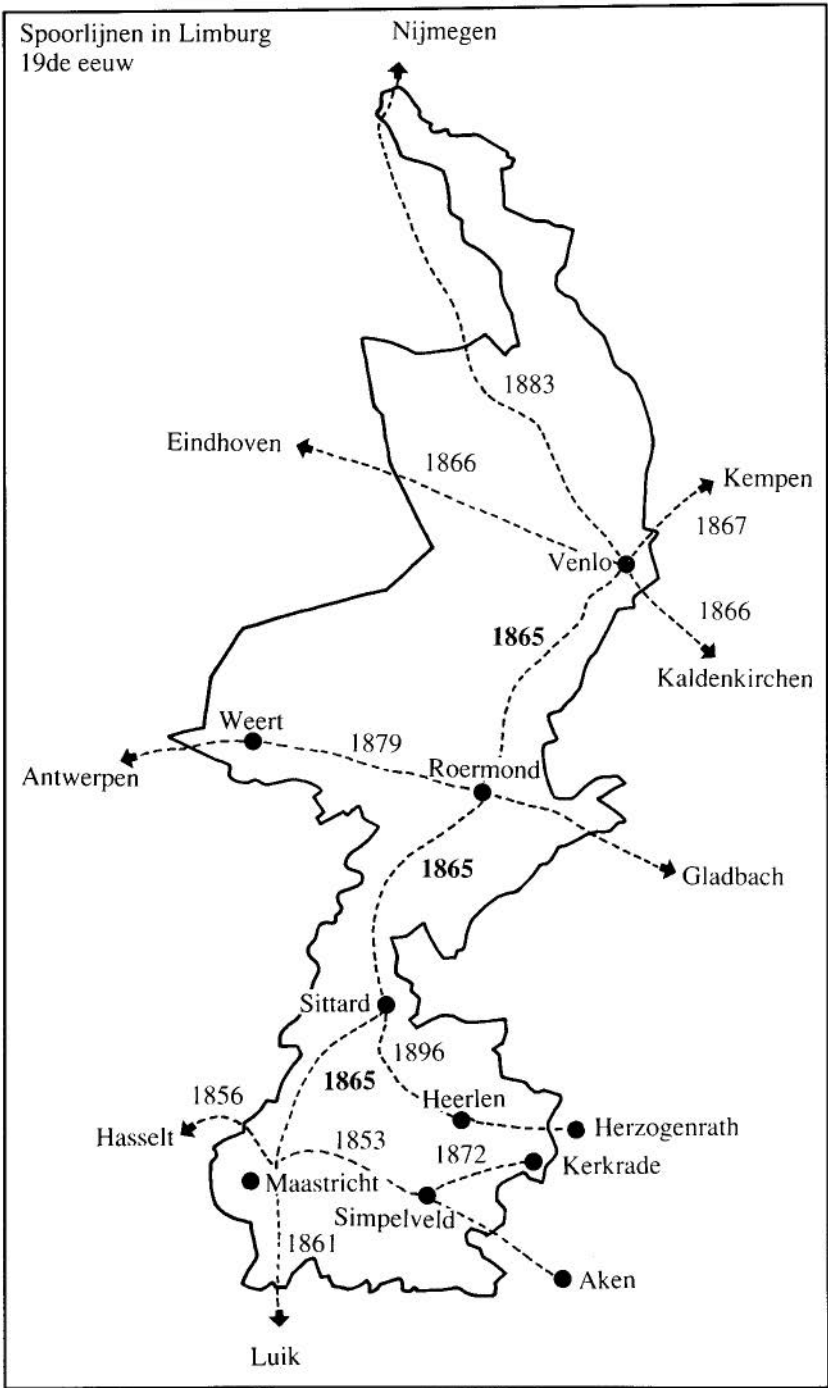 Spoorlijnen in Limburg
19de eeuw
Nijmegen
1883
Eindhoven
1866
Kempen
1867
Venlo
1866
1865
Kaldenkirchen
Weert
1879
Antwerpen
Roermond
1865
Gladbach
Sittard
1896
1865
1856
Heerlen
Hasselt
1853
Herzogenrath
1872
Kerkrade
Maastricht
Simpelveld
1861
Aken
Luik